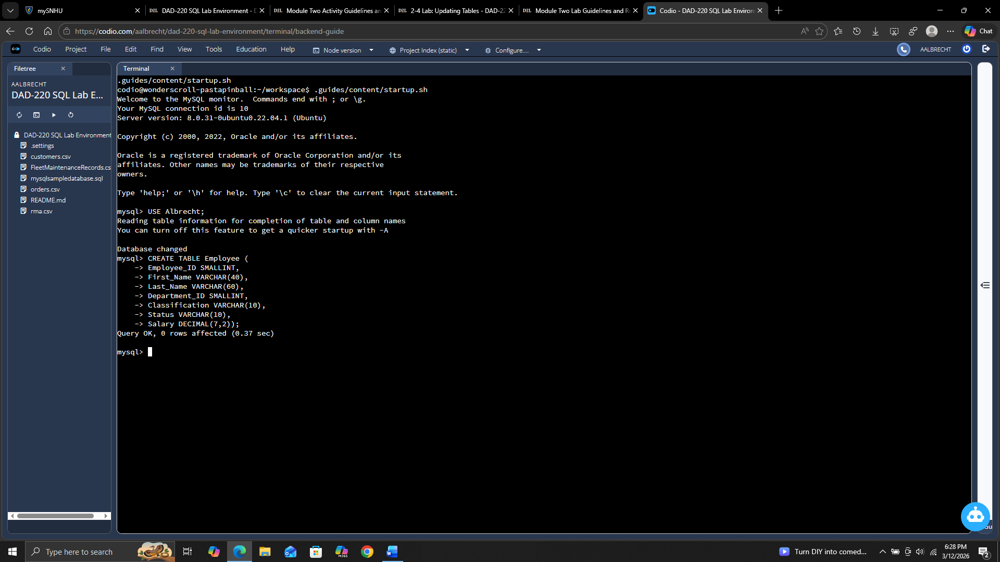 mySNHU
DAD-220 SQL Lab Environment - D
Module Two Activity Guidelines an
2-4 Lab: Updating Tables - DAD-22
Module Two Lab Guidelines and R
Codio - DAD-220 SQL Lab Environ
https://codio.com/aalbrecht/dad-220-sql-lab-environment/terminal/backend-guide
Chat
Codio Project File Edit Find View Tools Education Help Node version Project Index (static) Configure.... AALBRECHT
Filetree
Terminal
AALBRECHT
DAD-220 SQL Lab E...
DAD-220 SQL Lab Environment
.settings
customers.csv
FleetMaintenanceRecords.cs
mysqlsampledatabase.sql
orders.csv
README.md
rma.csv
.guides/content/startup.sh
codio@wonderscroll-pastapinball:~/workspace$ .guides/content/startup.sh
Welcome to the MySQL monitor.  Commands end with ; or \g.
Your MySQL connection id is 10
Server version: 8.0.31-0ubuntu0.22.04.1 (Ubuntu)
Copyright (c) 2000, 2022, Oracle and/or its affiliates.
Oracle is a registered trademark of Oracle Corporation and/or its
affiliates. Other names may be trademarks of their respective
owners.
Type 'help;' or '\h' for help. Type '\c' to clear the current input statement.
mysql> USE Albrecht;
Reading table information for completion of table and column names
You can turn off this feature to get a quicker startup with -A
Database changed
mysql> CREATE TABLE Employee (
    -> Employee_ID SMALLINT,
    -> First_Name VARCHAR(40),
    -> Last_Name VARCHAR(60),
    -> Department_ID SMALLINT,
    -> Classification VARCHAR(10),
    -> Status VARCHAR(10),
    -> Salary DECIMAL(7,2));
Query OK, 0 rows affected (0.37 sec)
mysql>
Gu
Type here to search
Turn DIY into comed...
6:28 PM
3/12/2026
2